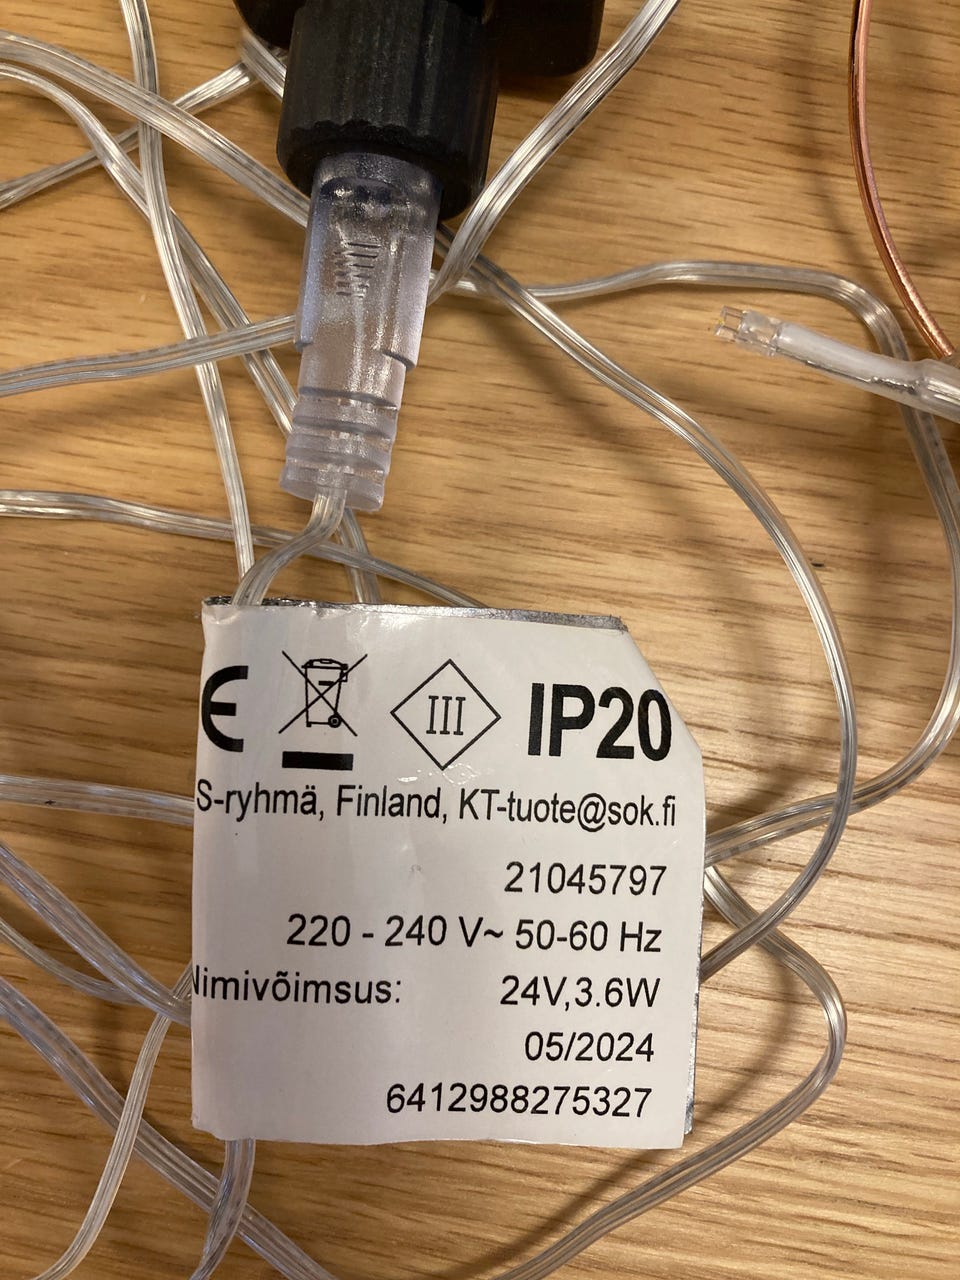 CE III IP20
S-ryhmä, Finland, KT-tuote@sok.fi
21045797
220 - 240 V~ 50-60 Hz
Nimivõimsus: 24V,3.6W
05/2024
6412988275327